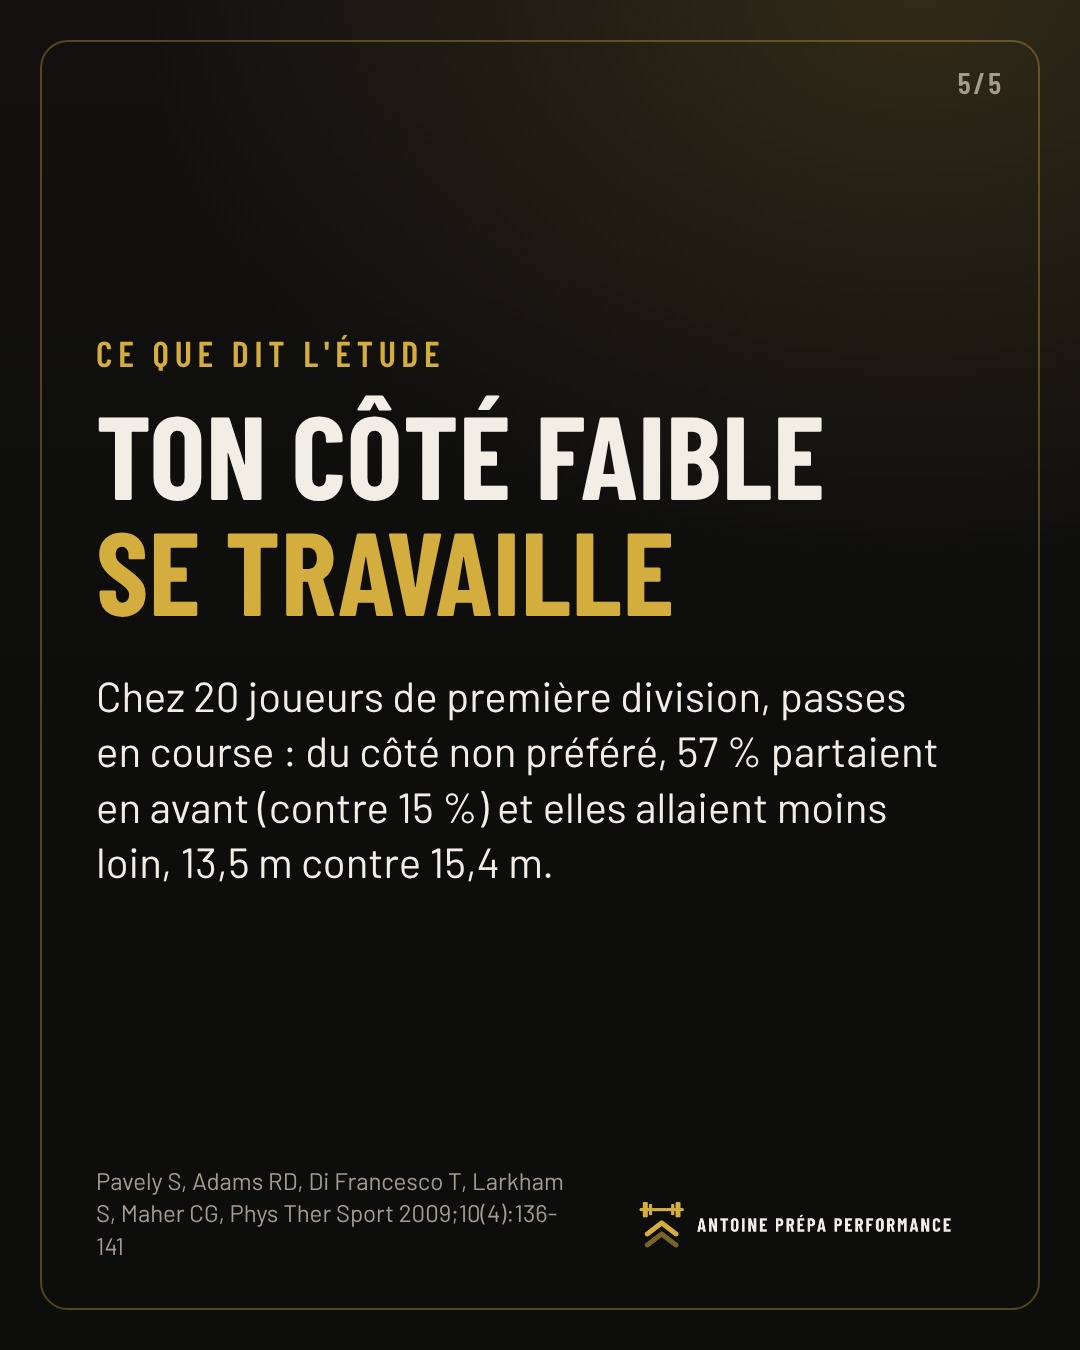 5/5
CE QUE DIT L'ÉTUDE
TON CÔTÉ FAIBLE
SE TRAVAILLE
Chez 20 joueurs de première division, passes
en course : du côté non préféré, 57 % partaient
en avant (contre 15 %) et elles allaient moins
loin, 13,5 m contre 15,4 m.
Pavely S, Adams RD, Di Francesco T, Larkham
S, Maher CG, Phys Ther Sport 2009;10(4):136-
141
ANTOINE PRÉPA PERFORMANCE